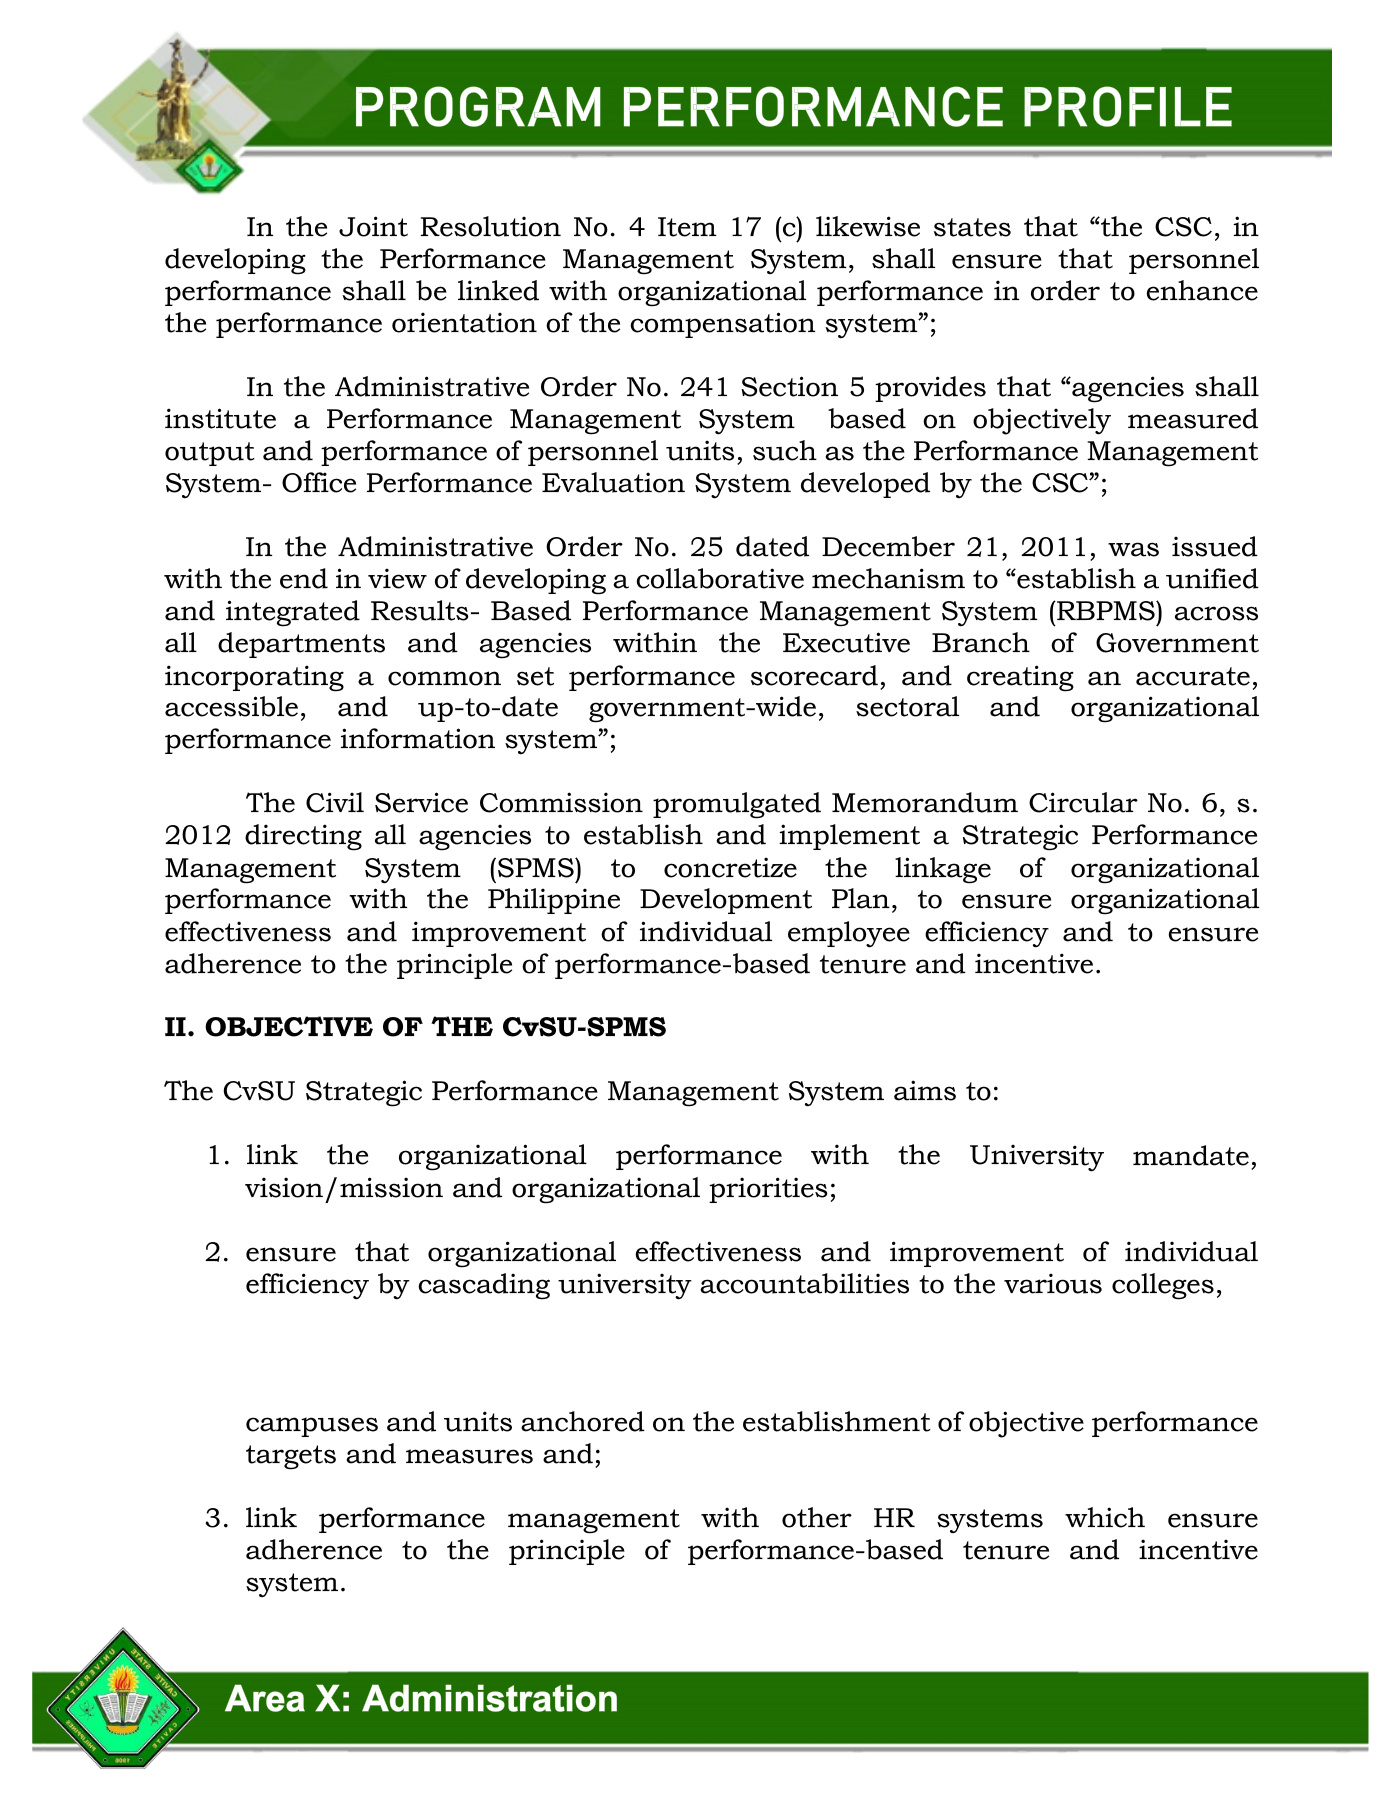 PROGRAM PERFORMANCE PROFILE
In the Joint Resolution No. 4 Item 17 (c) likewise states that “the CSC, in
developing the Performance Management System, shall ensure that personnel
performance shall be linked with organizational performance in order to enhance
the performance orientation of the compensation system”;
In the Administrative Order No. 241 Section 5 provides that “agencies shall
institute a Performance Management System based on objectively measured
output and performance of personnel units, such as the Performance Management
System- Office Performance Evaluation System developed by the CSC”;
In the Administrative Order No. 25 dated December 21, 2011, was issued
with the end in view of developing a collaborative mechanism to “establish a unified
and integrated Results- Based Performance Management System (RBPMS) across
all departments and agencies within the Executive Branch of Government
incorporating a common set performance scorecard, and creating an accurate,
accessible, and up-to-date government-wide, sectoral and organizational
performance information system”;
The Civil Service Commission promulgated Memorandum Circular No. 6, s.
2012 directing all agencies to establish and implement a Strategic Performance
Management System (SPMS) to concretize the linkage of organizational
performance with the Philippine Development Plan, to ensure organizational
effectiveness and improvement of individual employee efficiency and to ensure
adherence to the principle of performance-based tenure and incentive.
II. OBJECTIVE OF THE CvSU-SPMS
The CvSU Strategic Performance Management System aims to:
1. link the organizational performance with the University mandate,
vision/mission and organizational priorities;
2. ensure that organizational effectiveness and improvement of individual
efficiency by cascading university accountabilities to the various colleges,
campuses and units anchored on the establishment of objective performance
targets and measures and;
3. link performance management with other HR systems which ensure
adherence to the principle of performance-based tenure and incentive
system.
CAVITE STATE UNIVERSITY
CAVITE
PHILIPPINES
1906
Area X: Administration